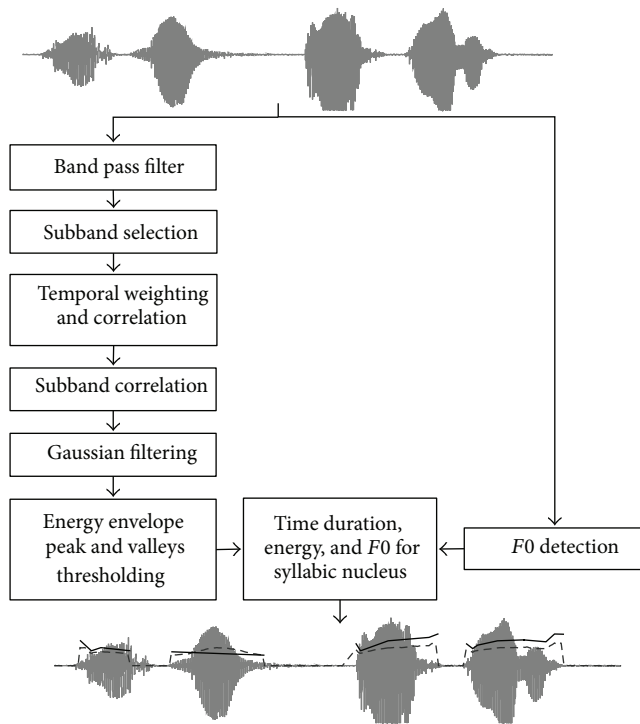 Band pass filter
Subband selection
Temporal weighting
and correlation
Subband correlation
Gaussian filtering
Energy envelope
peak and valleys
thresholding
Time duration,
energy, and F0 for
syllabic nucleus
F0 detection